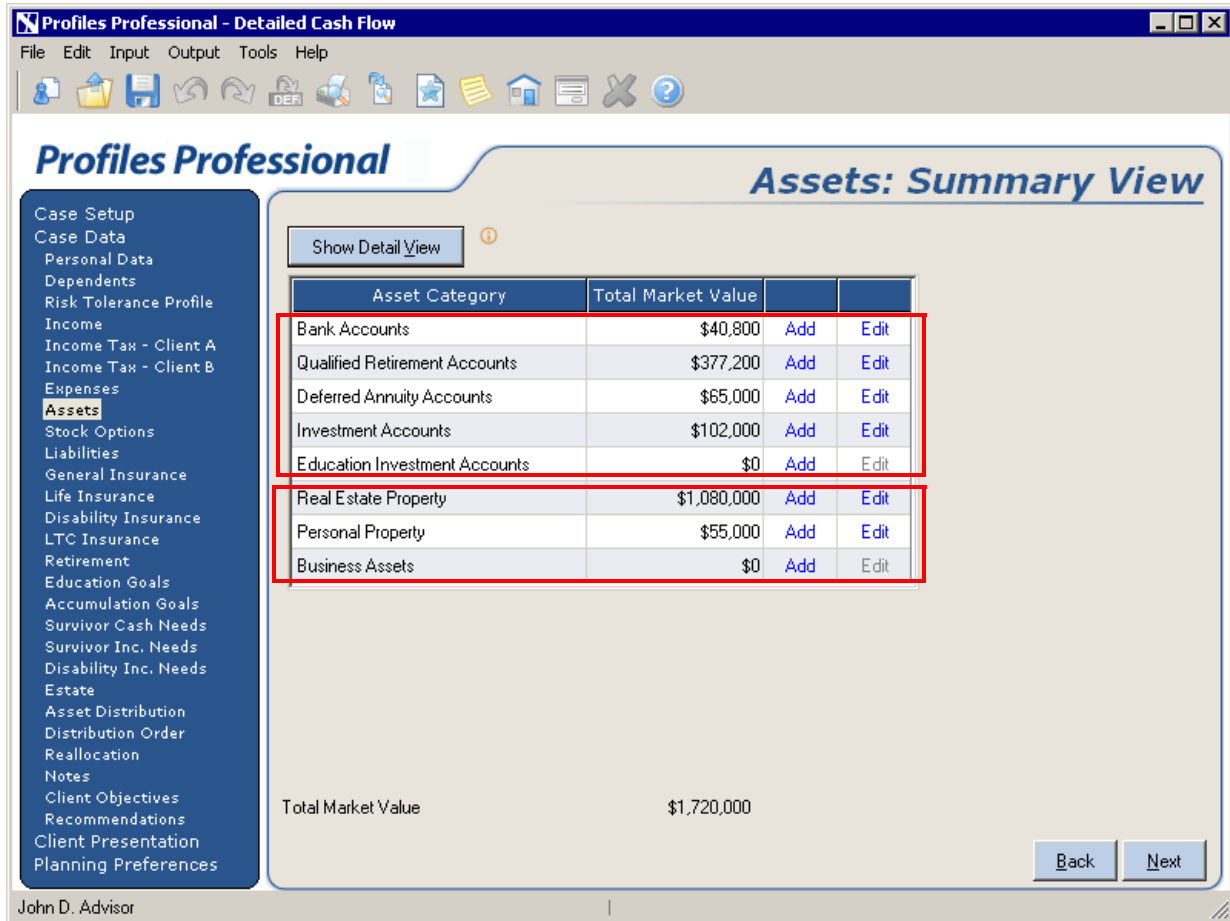 Profiles Professional - Detailed Cash Flow
File Edit Input Output Tools Help
DEF
Profiles Professional
Assets: Summary View
Case Setup
Case Data
Personal Data
Dependents
Risk Tolerance Profile
Income
Income Tax - Client A
Income Tax - Client B
Expenses
Assets
Stock Options
Liabilities
General Insurance
Life Insurance
Disability Insurance
LTC Insurance
Retirement
Education Goals
Accumulation Goals
Survivor Cash Needs
Survivor Inc. Needs
Disability Inc. Needs
Estate
Asset Distribution
Distribution Order
Reallocation
Notes
Client Objectives
Recommendations
Client Presentation
Planning Preferences
Show Detail View
Asset Category Total Market Value
Bank Accounts $40,800 Add Edit
Qualified Retirement Accounts $377,200 Add Edit
Deferred Annuity Accounts $65,000 Add Edit
Investment Accounts $102,000 Add Edit
Education Investment Accounts $0 Add Edit
Real Estate Property $1,080,000 Add Edit
Personal Property $55,000 Add Edit
Business Assets $0 Add Edit
Total Market Value $1,720,000
Back Next
John D. Advisor